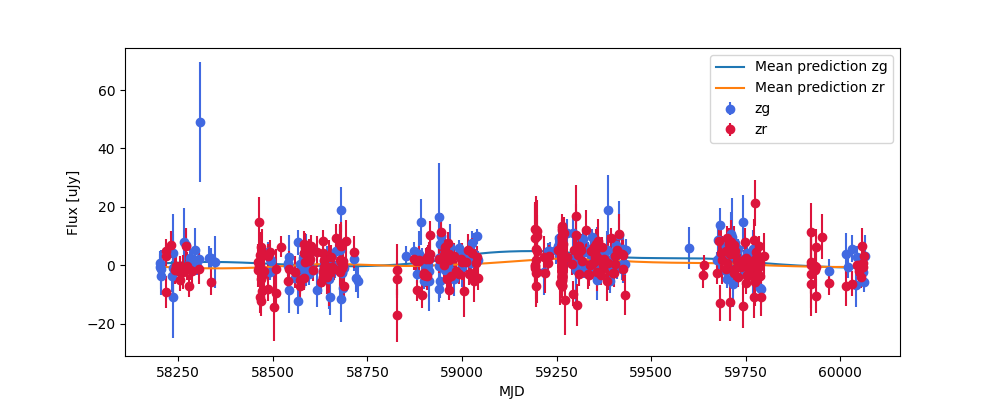 Mean prediction zg
Mean prediction zr
zg
zr
60
40
20
0
−20
Flux [uJy]
58250 58500 58750 59000 59250 59500 59750 60000
MJD